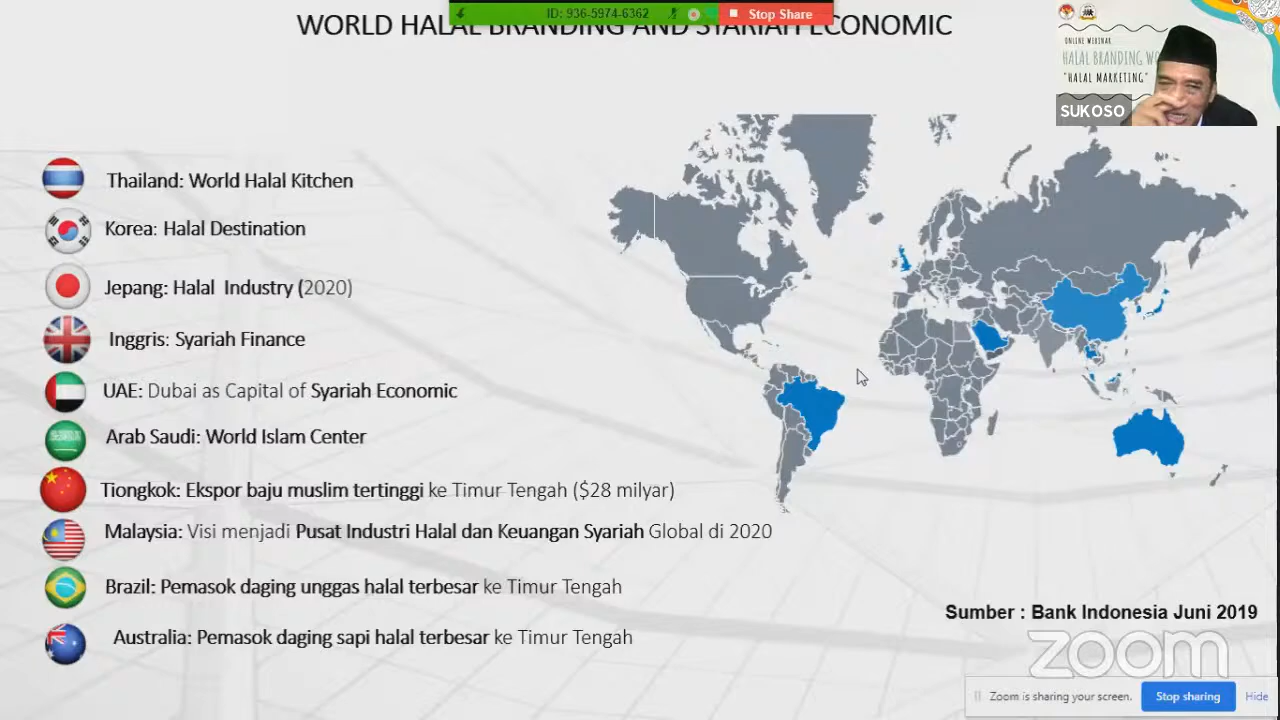 ID: 936-5974-6362
Stop Share
WORLD HALAL BRANDING AND SYARIAH ECONOMIC
ONLINE WEBINAR
HALAL BRANDING WO
"HALAL MARKETING"
SUKOSO
Thailand: World Halal Kitchen
Korea: Halal Destination
Jepang: Halal Industry (2020)
Inggris: Syariah Finance
UAE: Dubai as Capital of Syariah Economic
Arab Saudi: World Islam Center
Tiongkok: Ekspor baju muslim tertinggi ke Timur Tengah ($28 milyar)
Malaysia: Visi menjadi Pusat Industri Halal dan Keuangan Syariah Global di 2020
Brazil: Pemasok daging unggas halal terbesar ke Timur Tengah
Australia: Pemasok daging sapi halal terbesar ke Timur Tengah
Sumber : Bank Indonesia Juni 2019
zoom
Zoom is sharing your screen.
Stop sharing
Hide